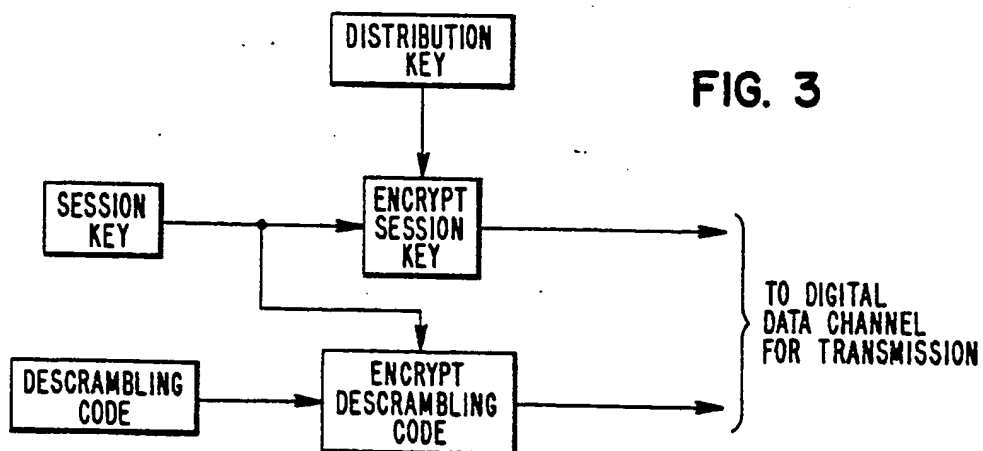 DISTRIBUTION
KEY
FIG. 3
SESSION
KEY
ENCRYPT
SESSION
KEY
TO DIGITAL
DATA CHANNEL
FOR TRANSMISSION
DESCRAMBLING
CODE
ENCRYPT
DESCRAMBLING
CODE